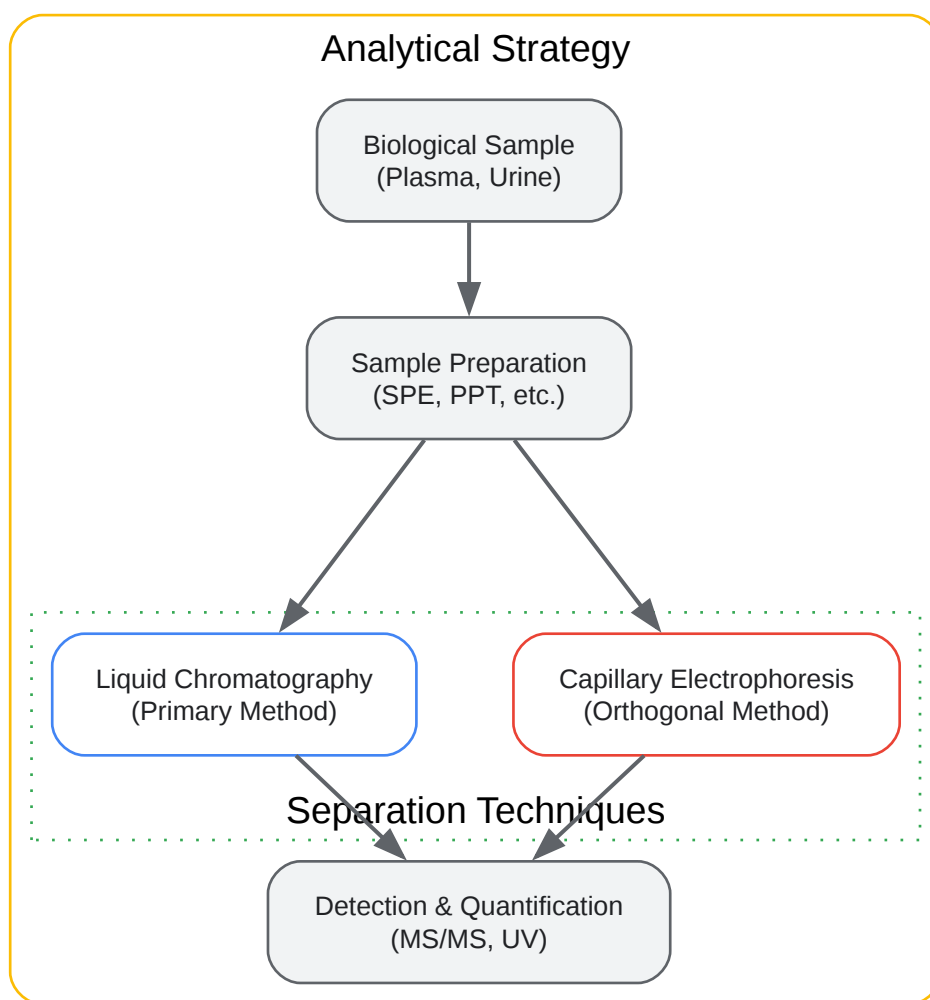 Analytical Strategy
Biological Sample
(Plasma, Urine)
Sample Preparation
(SPE, PPT, etc.)
Liquid Chromatography
(Primary Method)
Capillary Electrophoresis
(Orthogonal Method)
Separation Techniques
Detection & Quantification
(MS/MS, UV)